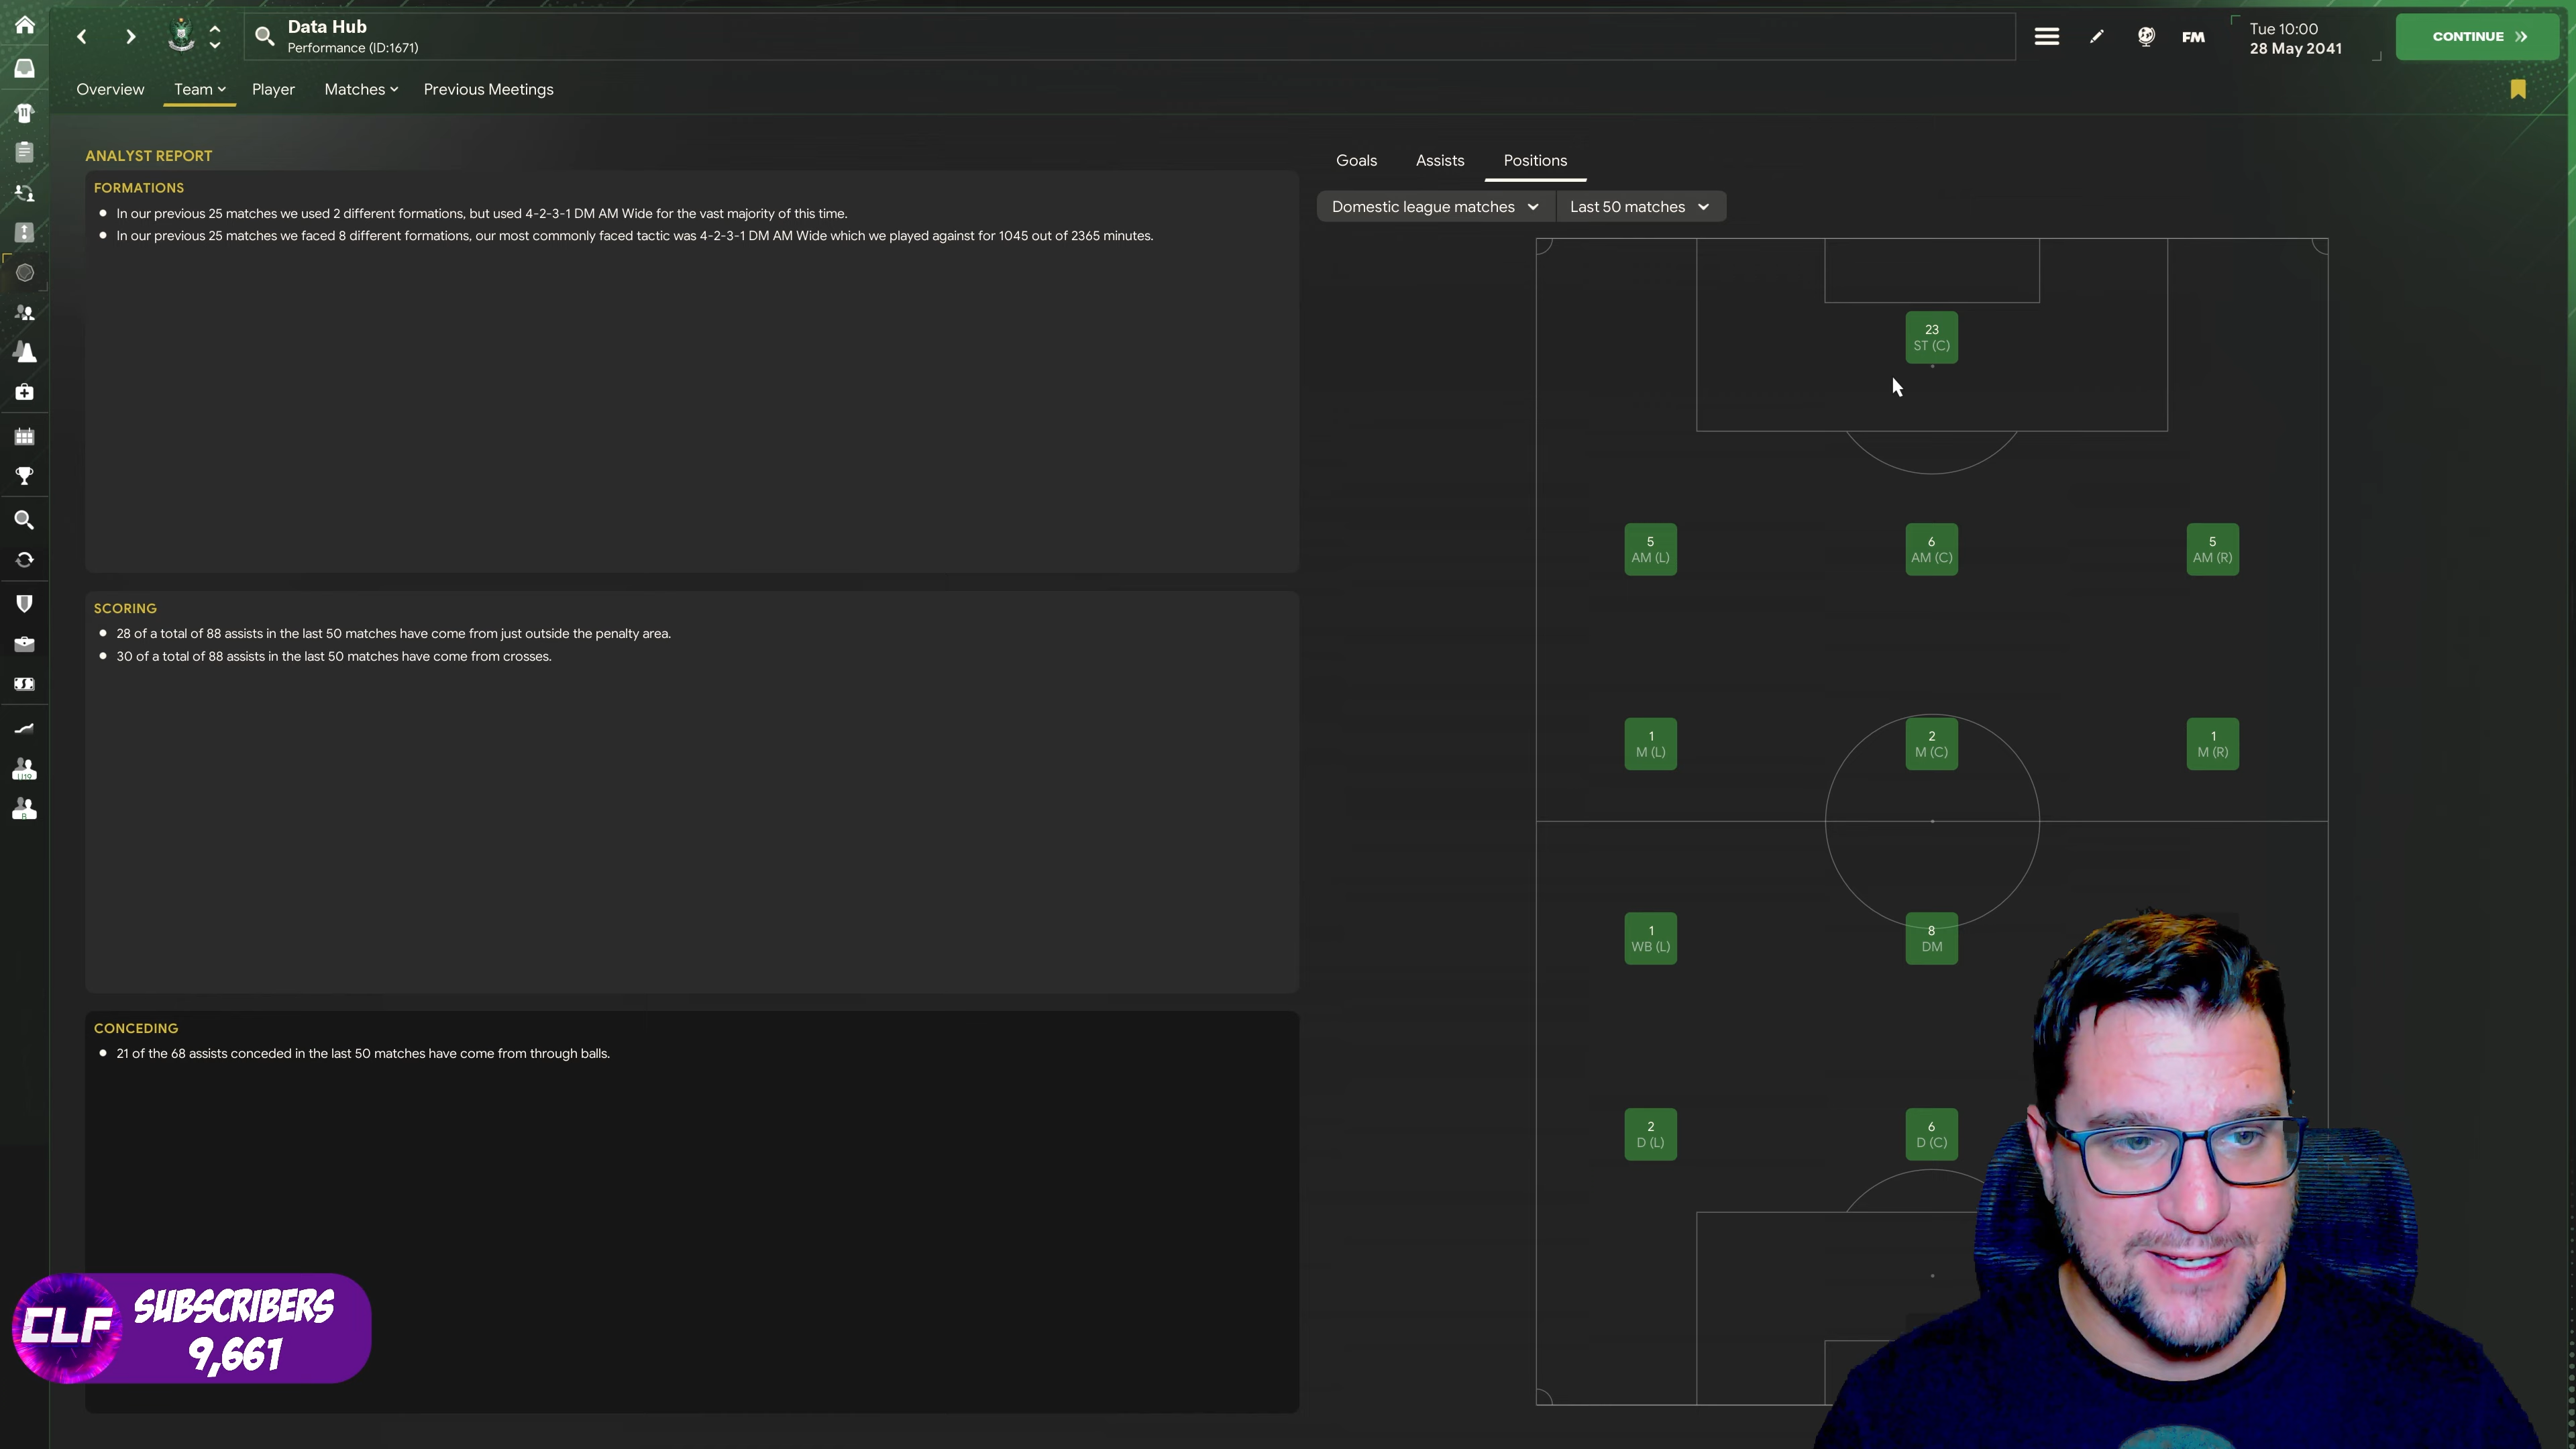 Data Hub
Performance (ID:1671)
FM
Tue 10:00
28 May 2041
CONTINUE
Overview
Team
Player
Matches
Previous Meetings
ANALYST REPORT
FORMATIONS
In our previous 25 matches we used 2 different formations, but used 4-2-3-1 DM AM Wide for the vast majority of this time.
In our previous 25 matches we faced 8 different formations, our most commonly faced tactic was 4-2-3-1 DM AM Wide which we played against for 1045 out of 2365 minutes.
SCORING
28 of a total of 88 assists in the last 50 matches have come from just outside the penalty area.
30 of a total of 88 assists in the last 50 matches have come from crosses.
CONCEDING
21 of the 68 assists conceded in the last 50 matches have come from through balls.
Goals
Assists
Positions
Domestic league matches
Last 50 matches
23
ST (C)
5
AM (L)
6
AM (C)
5
AM (R)
1
M (L)
2
M (C)
1
M (R)
1
WB (L)
8
DM
2
D (L)
6
D (C)
11
U19
B
CLF
SUBSCRIBERS
9,661